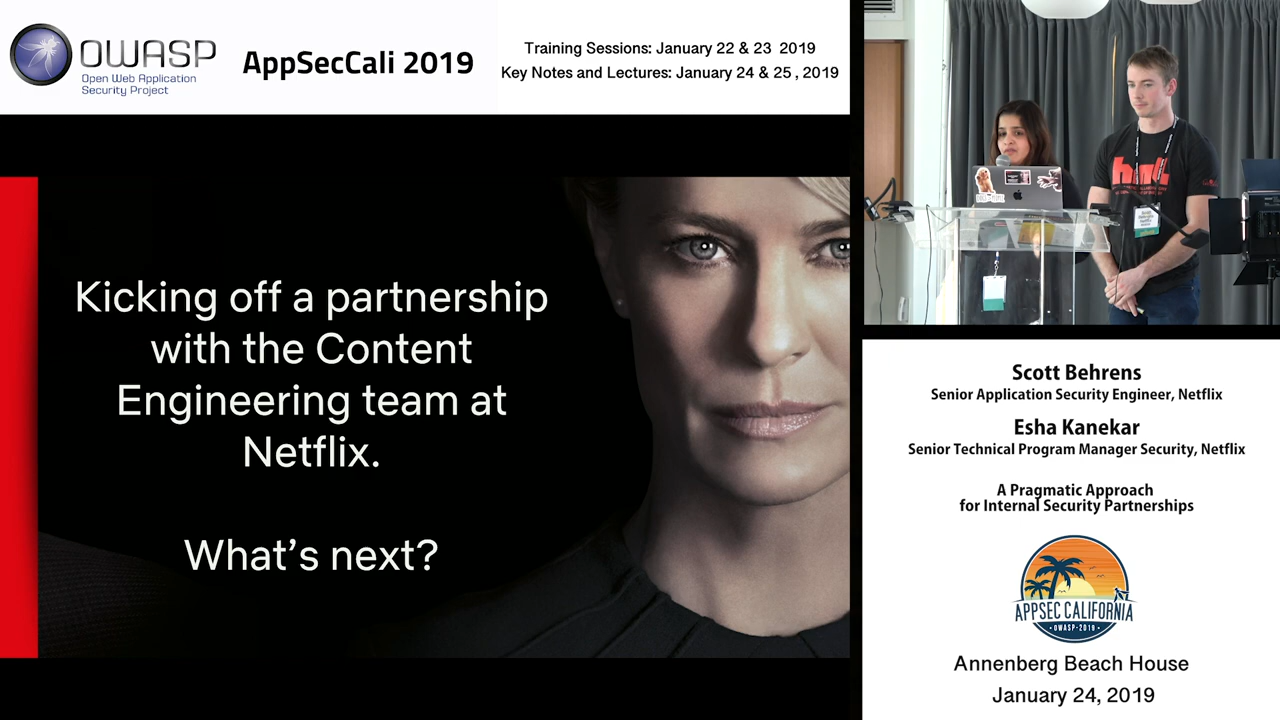 OWASP
Open Web Application
Security Project
AppSecCali 2019
Training Sessions: January 22 & 23 2019
Key Notes and Lectures: January 24 & 25 , 2019
Kicking off a partnership
with the Content
Engineering team at
Netflix.
What's next?
Scott Behrens
Senior Application Security Engineer, Netflix
Esha Kanekar
Senior Technical Program Manager Security, Netflix
A Pragmatic Approach
for Internal Security Partnerships
APPSEC CALIFORNIA
• OWASP-2019 •
Annenberg Beach House
January 24, 2019